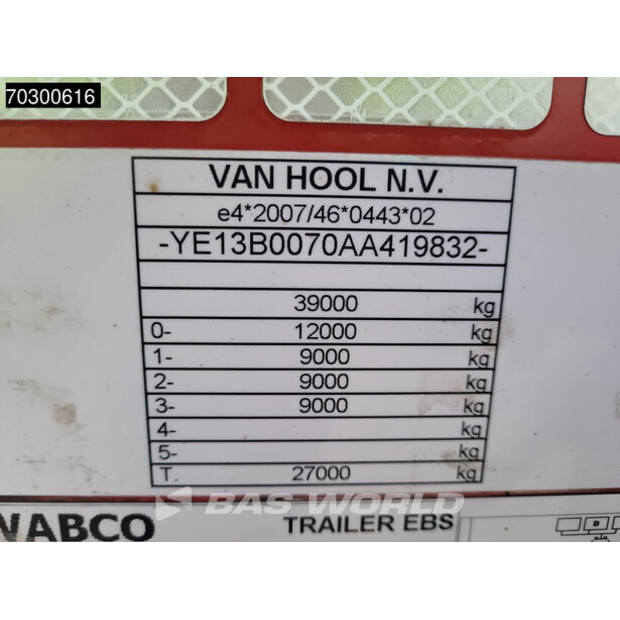 70300616
VAN HOOL N.V.
e4*2007/46*0443*02
-YE13B0070AA419832-
39000 kg
0- 12000 kg
1- 9000 kg
2- 9000 kg
3- 9000 kg
4- kg
5- kg
T. 27000 kg
BAS WORLD
WABCO TRAILER EBS
D